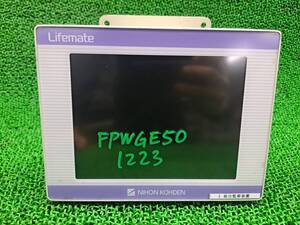 Lifemate
FPWGE50
1223
NIHON KOHDEN